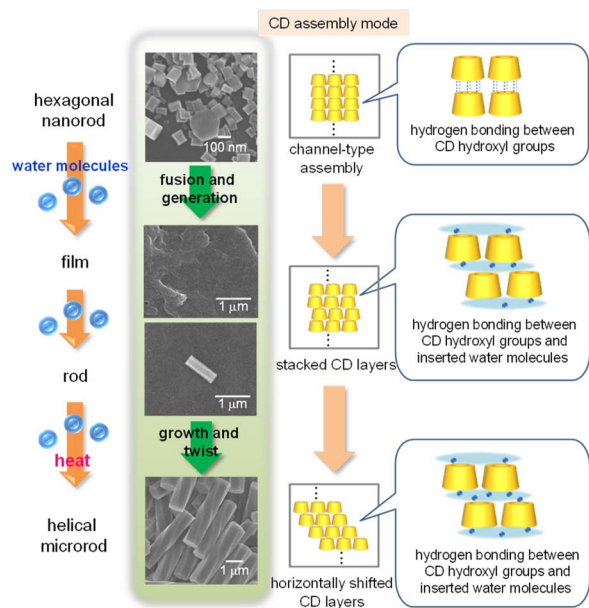 CD assembly mode
hexagonal
nanorod
water molecules
film
rod
heat
helical
microrod
100 nm
fusion and
generation
1 μm
1 μm
growth and
twist
1 μm
channel-type
assembly
stacked CD layers
horizontally shifted
CD layers
hydrogen bonding between
CD hydroxyl groups
hydrogen bonding between
CD hydroxyl groups and
inserted water molecules
hydrogen bonding between
CD hydroxyl groups and
inserted water molecules